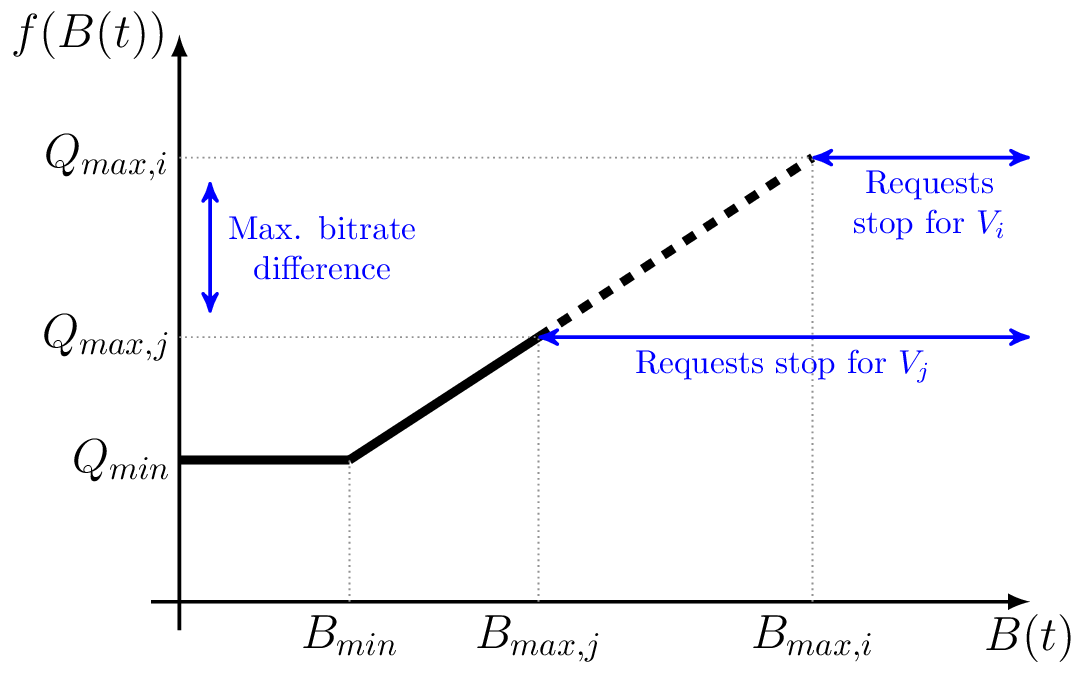 f(B(t))
Q_{max,i}
Requests
stop for V_i
Max. bitrate
difference
Q_{max,j}
Requests stop for V_j
Q_{min}
B_{min}
B_{max,j}
B_{max,i}
B(t)